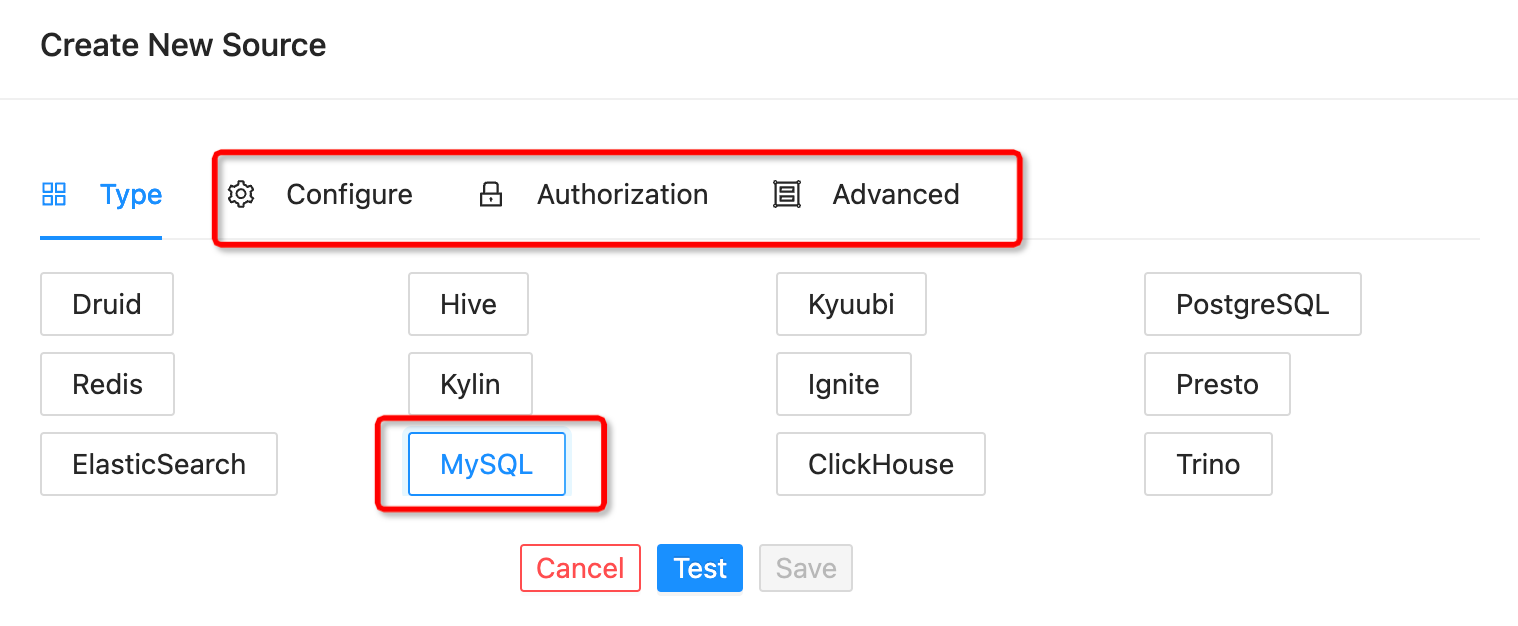 Create New Source
Type Configure Authorization Advanced
Druid Hive Kyuubi PostgreSQL
Redis Kylin Ignite Presto
ElasticSearch MySQL ClickHouse Trino
Cancel Test Save